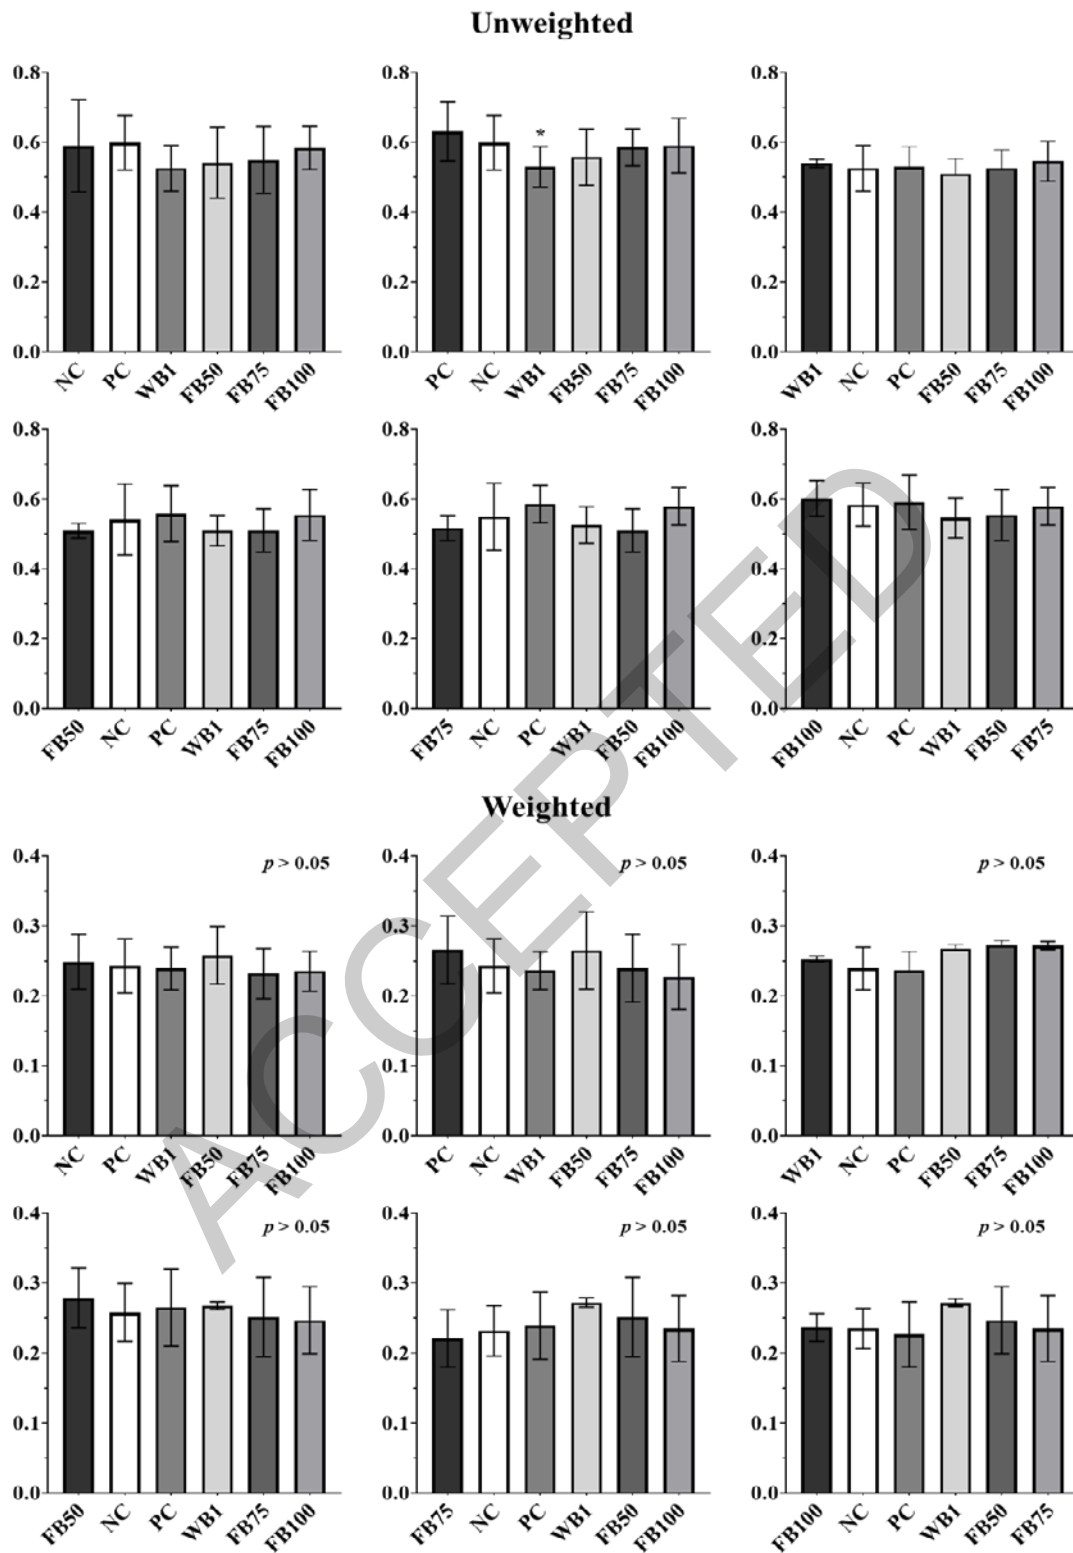 Unweighted
0.8 0.8 0.8
0.6 0.6 0.6
0.4 0.4 0.4
0.2 0.2 0.2
0.0 0.0 0.0
*
NC PC WB1 FB50 FB75 FB100
PC NC WB1 FB50 FB75 FB100
WB1 NC PC FB50 FB75 FB100
0.8 0.8 0.8
0.6 0.6 0.6
0.4 0.4 0.4
0.2 0.2 0.2
0.0 0.0 0.0
FB50 NC PC WB1 FB75 FB100
FB75 NC PC WB1 FB50 FB100
FB100 NC PC WB1 FB50 FB75
Weighted
0.4 0.4 0.4
p > 0.05 p > 0.05 p > 0.05
0.3 0.3 0.3
0.2 0.2 0.2
0.1 0.1 0.1
0.0 0.0 0.0
NC PC WB1 FB50 FB75 FB100
PC NC WB1 FB50 FB75 FB100
WB1 NC PC FB50 FB75 FB100
0.4 0.4 0.4
p > 0.05 p > 0.05 p > 0.05
0.3 0.3 0.3
0.2 0.2 0.2
0.1 0.1 0.1
0.0 0.0 0.0
FB50 NC PC WB1 FB75 FB100
FB75 NC PC WB1 FB50 FB100
FB100 NC PC WB1 FB50 FB75
ACCEPTED